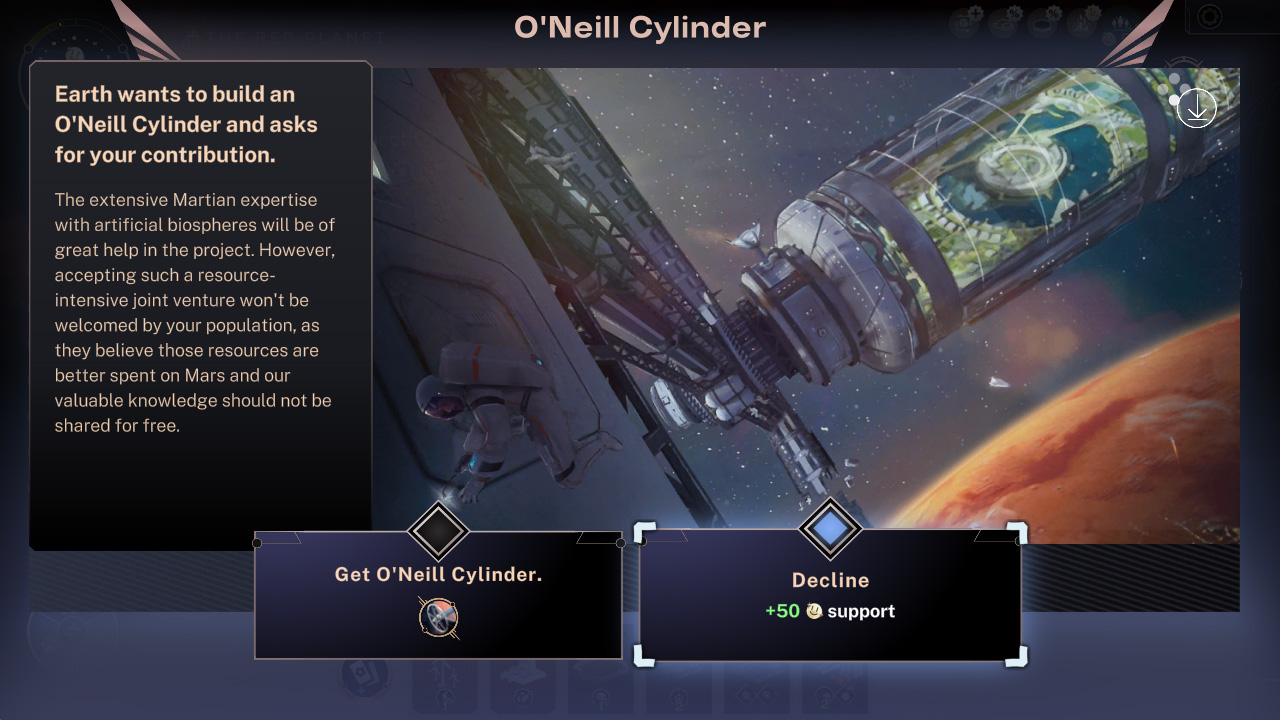 O'Neill Cylinder
THE RED PLANET
Earth wants to build an
O'Neill Cylinder and asks
for your contribution.
The extensive Martian expertise
with artificial biospheres will be of
great help in the project. However,
accepting such a resource-
intensive joint venture won't be
welcomed by your population, as
they believe those resources are
better spent on Mars and our
valuable knowledge should not be
shared for free.
Get O'Neill Cylinder.
Decline
+50 support